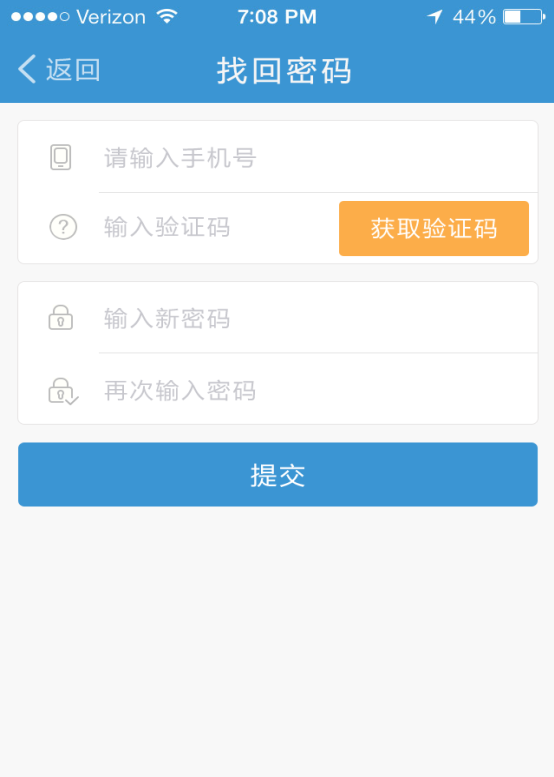 Verizon 7:08 PM 44%
返回 找回密码
请输入手机号
输入验证码 获取验证码
输入新密码
再次输入密码
提交